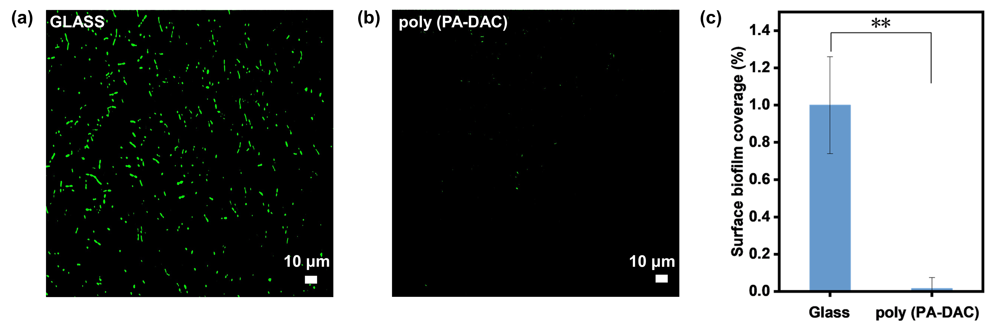 (a)
GLASS
10 µm
(b)
poly (PA-DAC)
10 µm
(c)
**
Surface biofilm coverage (%)
1.4
1.2
1.0
0.8
0.6
0.4
0.2
0.0
Glass
poly (PA-DAC)